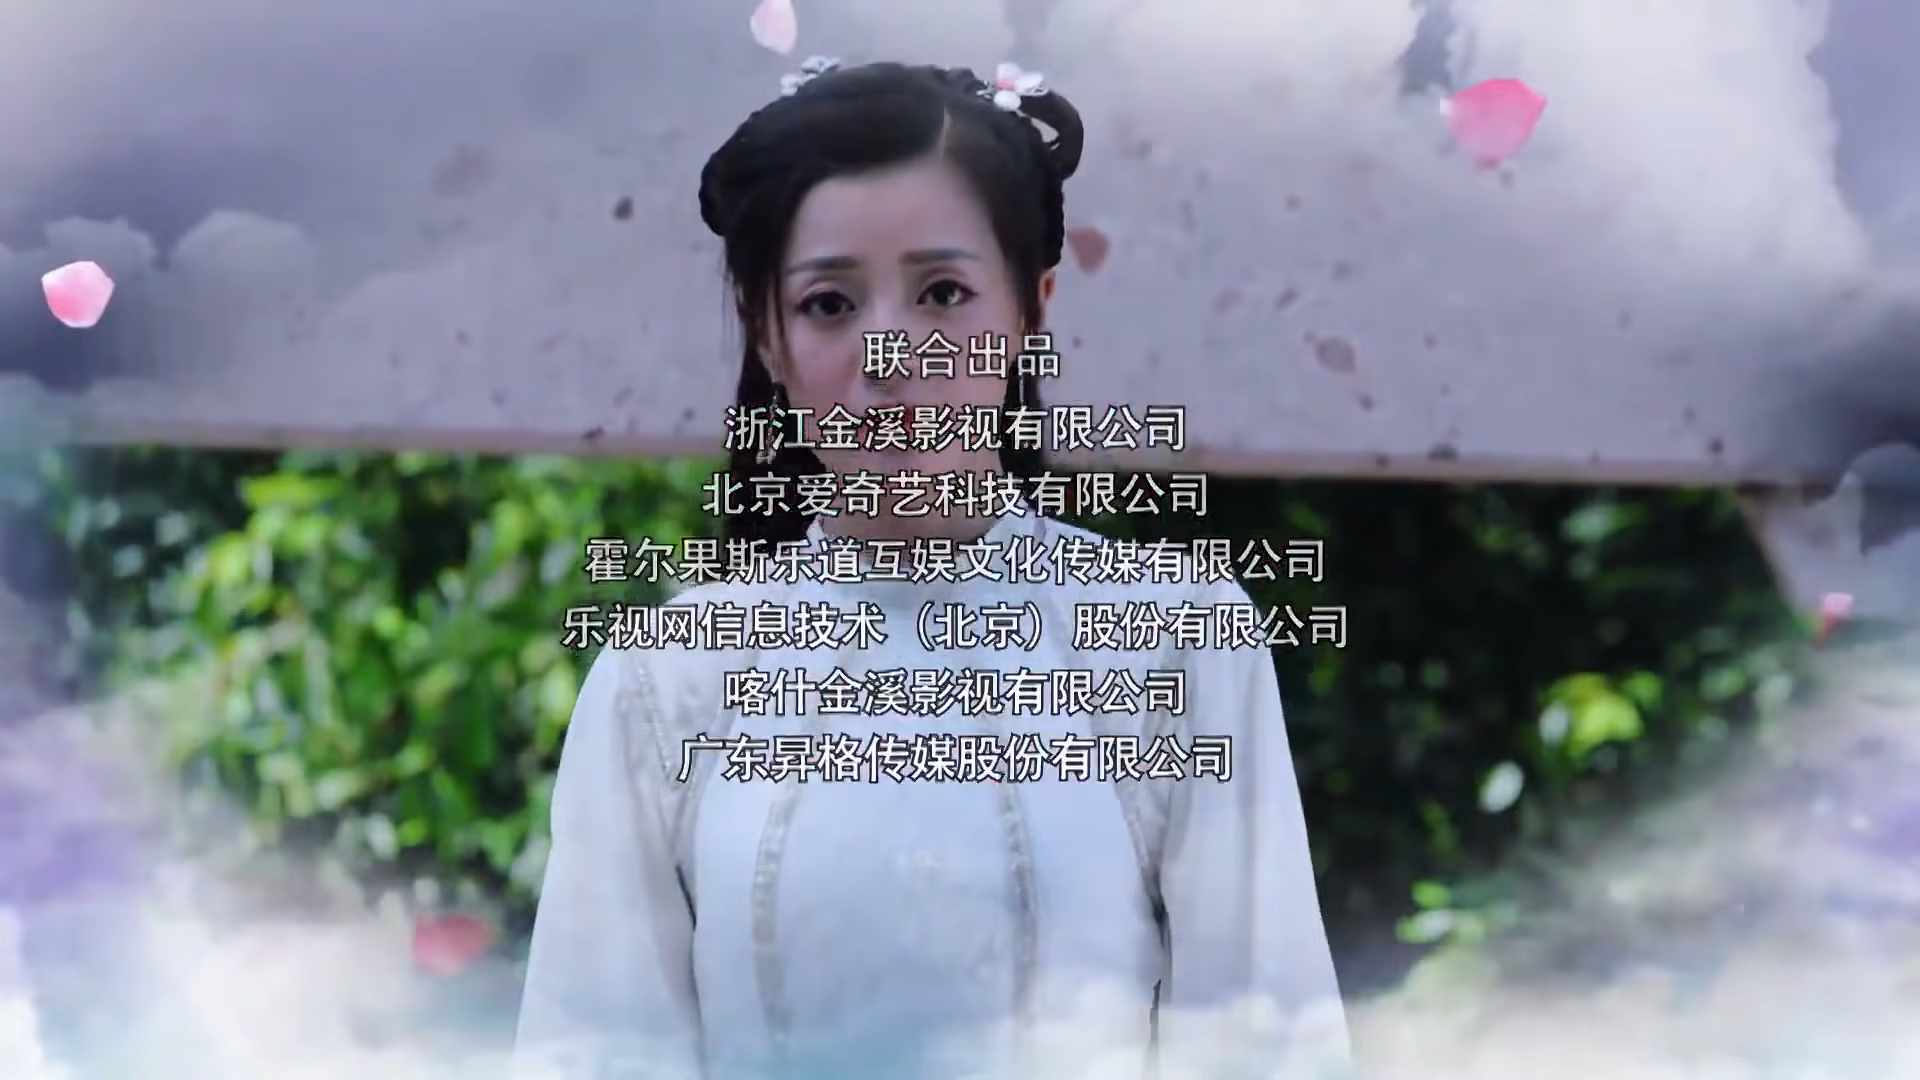 联合出品
浙江金溪影视有限公司
北京爱奇艺科技有限公司
霍尔果斯乐道互娱文化传媒有限公司
乐视网信息技术（北京）股份有限公司
喀什金溪影视有限公司
广东昇格传媒股份有限公司